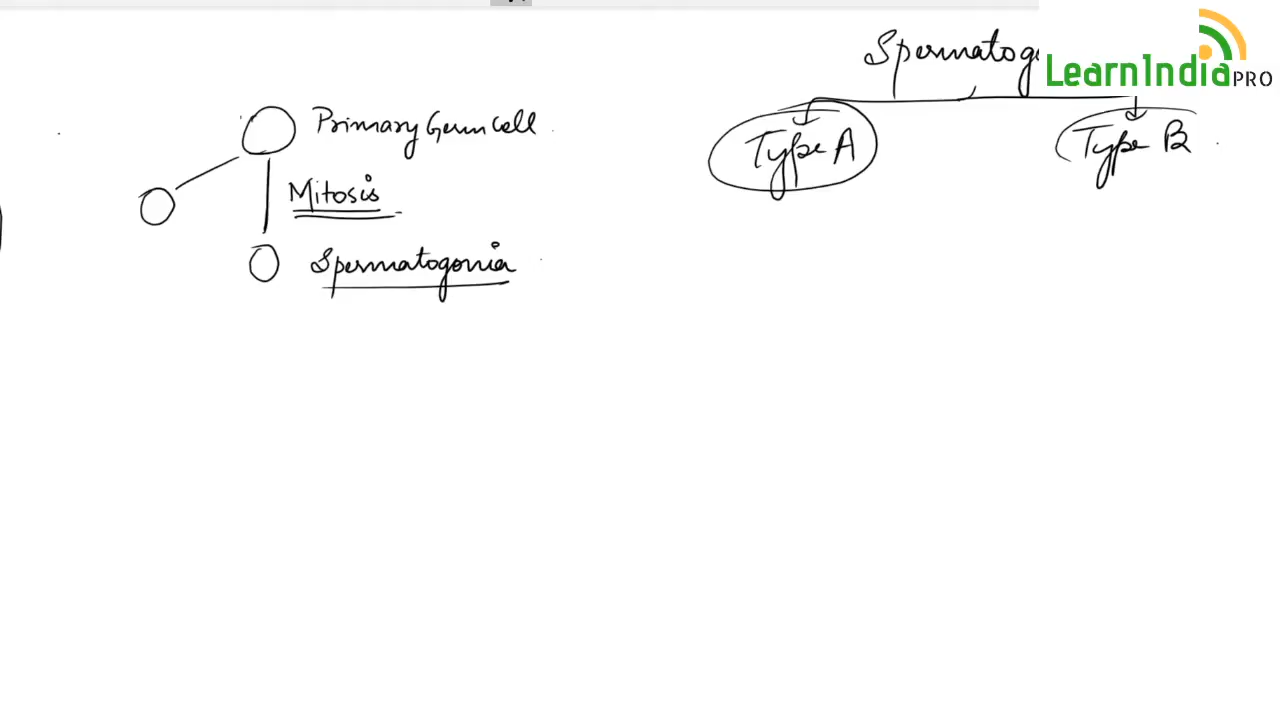 LearnIndia PRO
Primary Germ Cell
Mitosis
Spermatogonia
Type A
Type B